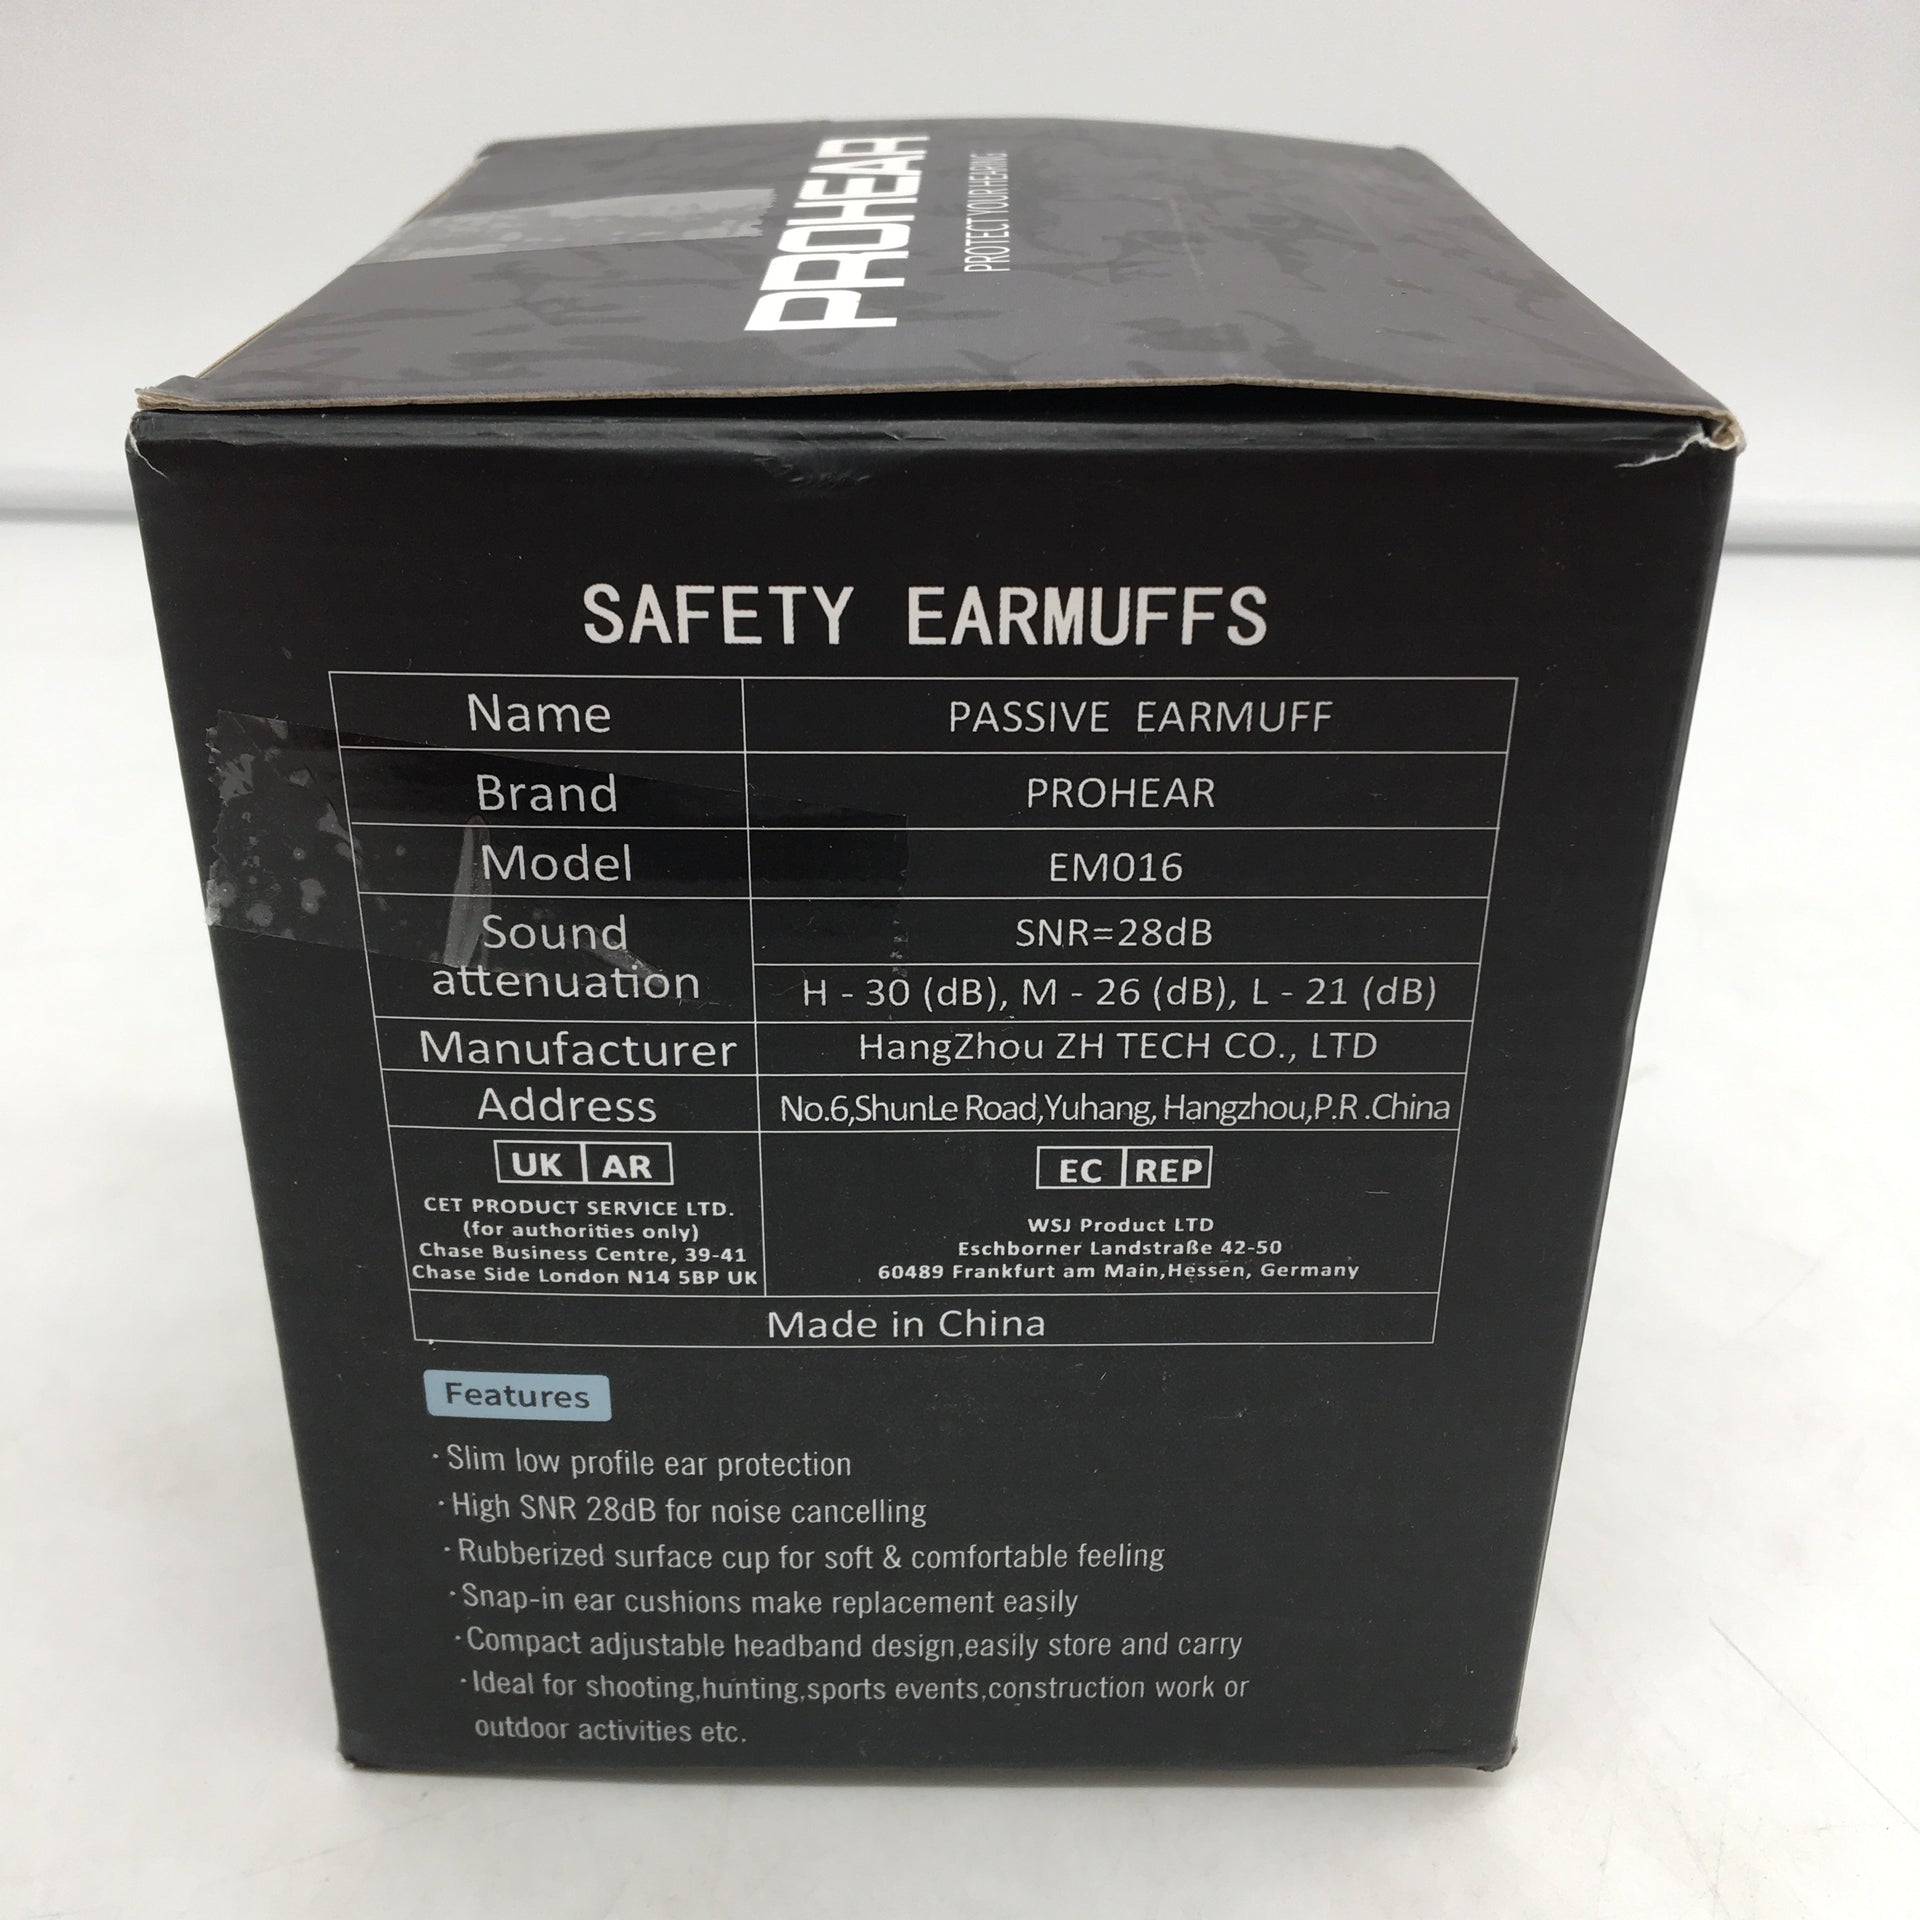 PROHEAR
PROTECT YOUR HEARING
SAFETY EARMUFFS
Name PASSIVE EARMUFF
Brand PROHEAR
Model EM016
Sound attenuation SNR=28dB
H - 30 (dB), M - 26 (dB), L - 21 (dB)
Manufacturer HangZhou ZH TECH CO., LTD
Address No.6,ShunLe Road,Yuhang, Hangzhou,P.R .China
UK AR
CET PRODUCT SERVICE LTD.
(for authorities only)
Chase Business Centre, 39-41
Chase Side London N14 5BP UK
EC REP
WSJ Product LTD
Eschborner Landstraße 42-50
60489 Frankfurt am Main,Hessen, Germany
Made in China
Features
·Slim low profile ear protection
·High SNR 28dB for noise cancelling
·Rubberized surface cup for soft & comfortable feeling
·Snap-in ear cushions make replacement easily
·Compact adjustable headband design,easily store and carry
·Ideal for shooting,hunting,sports events,construction work or
outdoor activities etc.